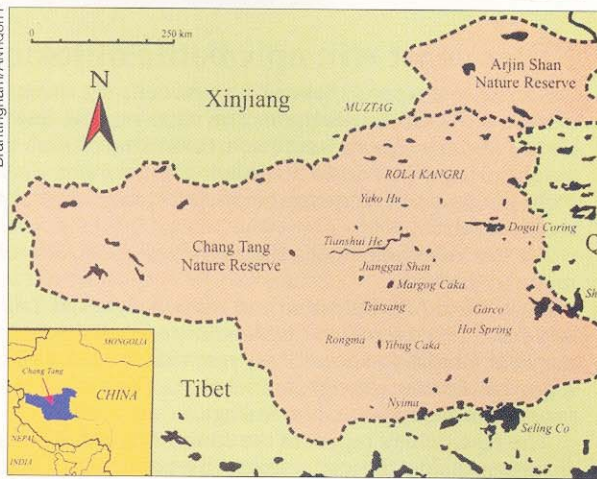 0 250 km
N
Xinjiang
MUZTAG
Arjin Shan
Nature Reserve
ROLA KANGRI
Yako Hu
Dogai Coring
Tianshui He
Chang Tang
Nature Reserve
Jianggai Shan
Margog Caka
Tsatsang
Garco
Hot Spring
Rongma
Yibug Caka
Tibet
Nyima
Seling Co
MONGOLIA
Chang Tang
CHINA
NEPAL
INDIA